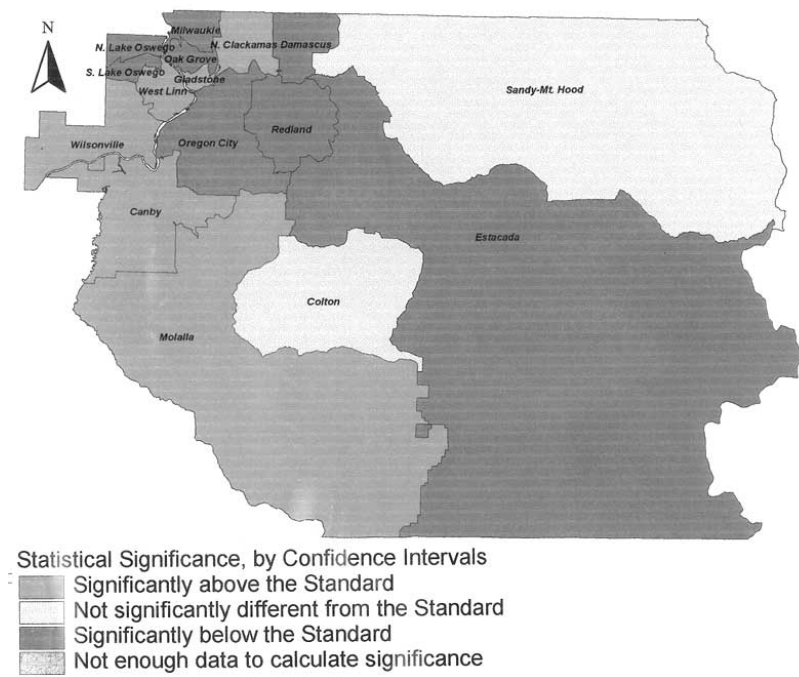 N
Milwaukie
N. Lake Oswego
N. Clackamas
Damascus
Oak Grove
S. Lake Oswego
Gladstone
West Linn
Sandy-Mt. Hood
Wilsonville
Oregon City
Redland
Canby
Estacada
Colton
Molalla
Statistical Significance, by Confidence Intervals
Significantly above the Standard
Not significantly different from the Standard
Significantly below the Standard
Not enough data to calculate significance